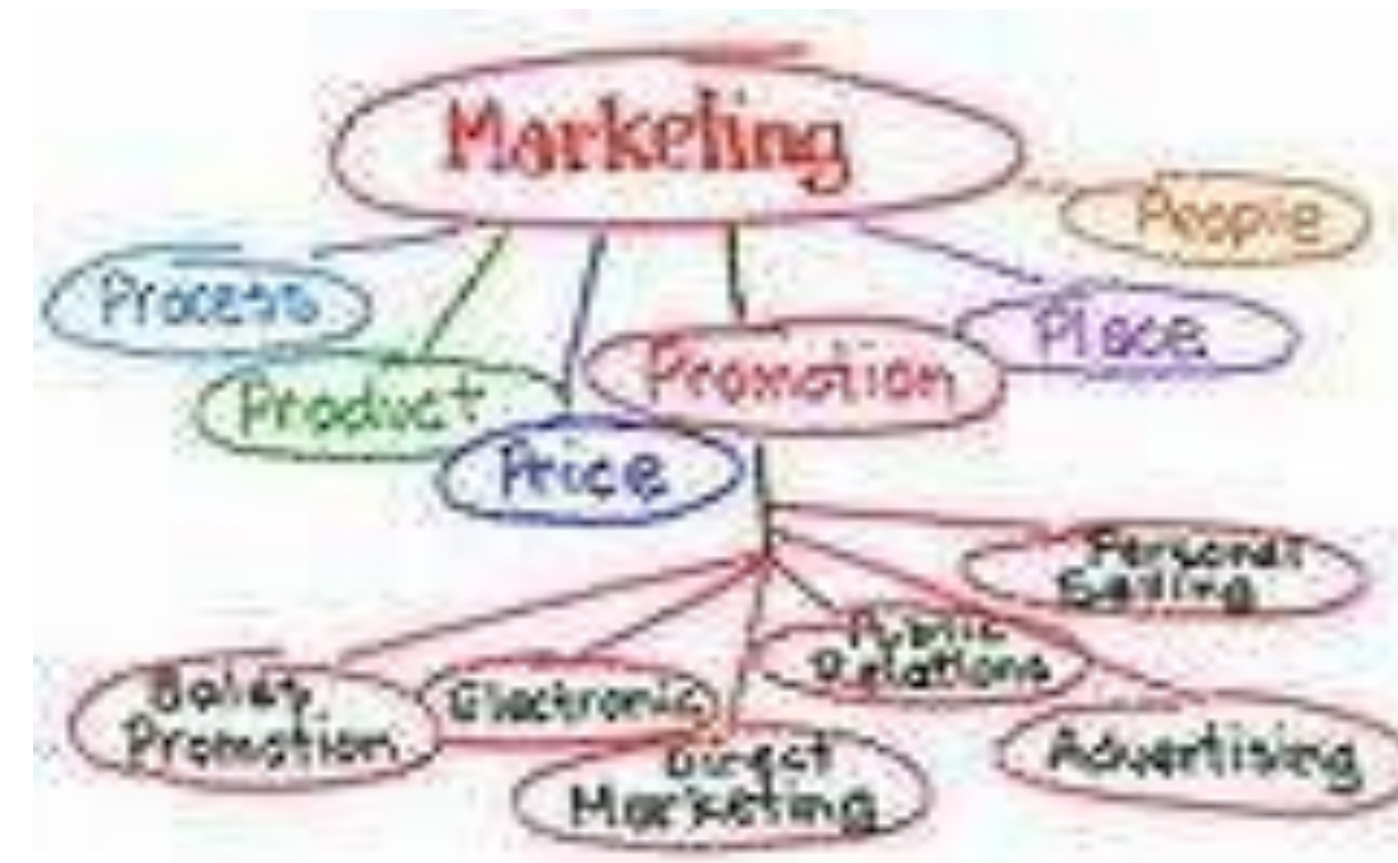 Marketing
People
Process
Place
Promotion
Product
Price
Personal
Selling
Public
Relations
Sales
Promotion
Electronic
Advertising
Direct
Marketing